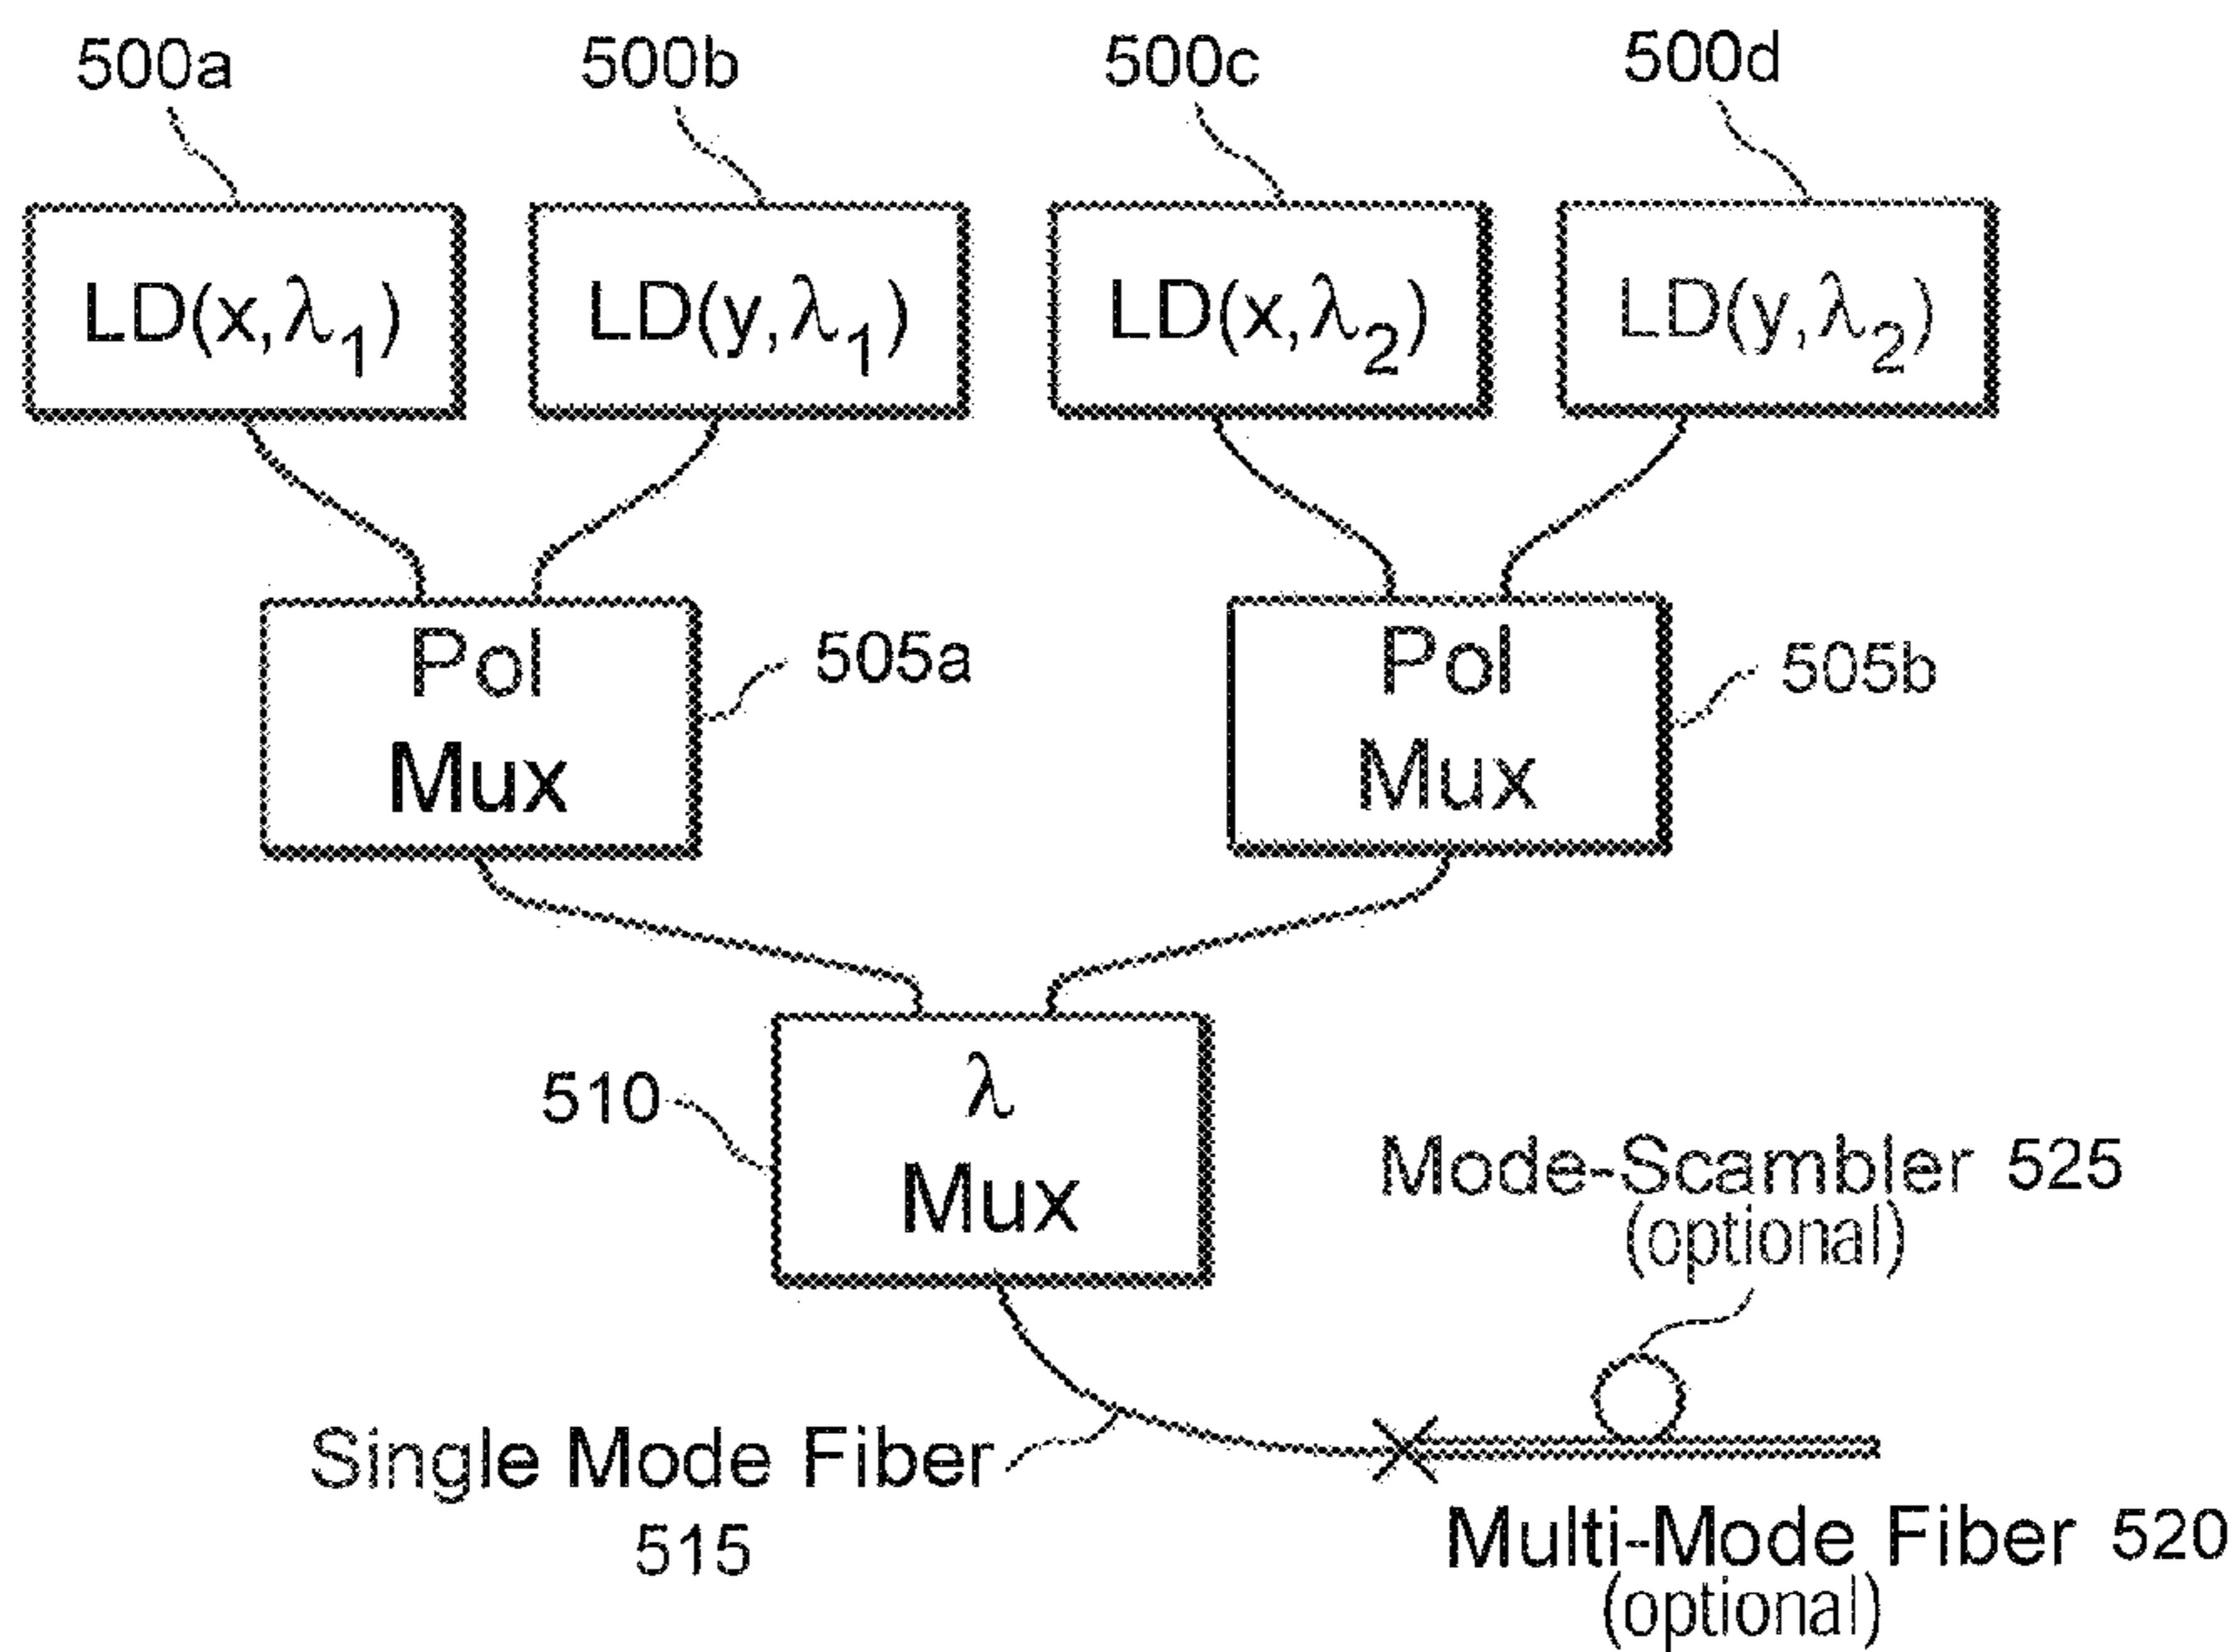 500a 500b 500c 500d
LD(x,λ1) LD(y,λ1) LD(x,λ2) LD(y,λ2)
Pol
Mux
505a
Pol
Mux
505b
λ
Mux
510
Mode-Scambler 525
(optional)
Single Mode Fiber
515
Multi-Mode Fiber 520
(optional)